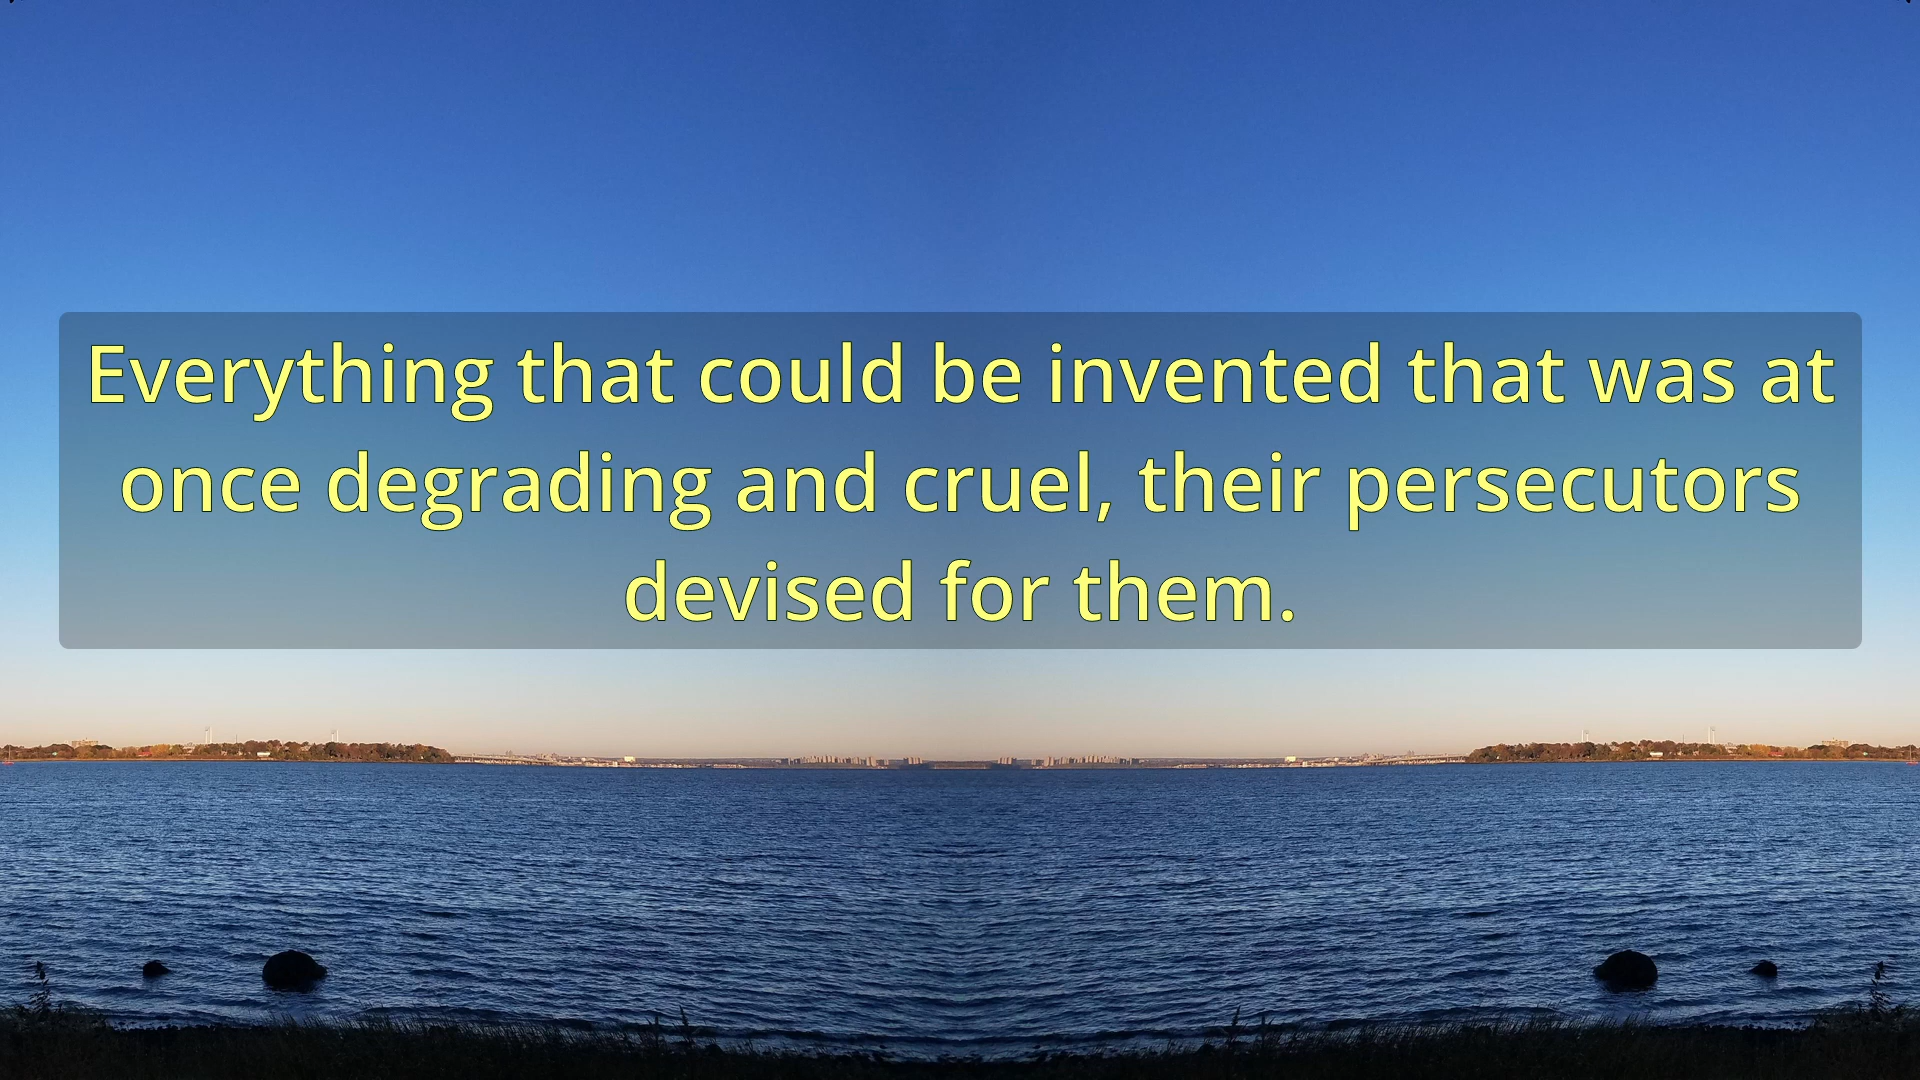 Everything that could be invented that was at
once degrading and cruel, their persecutors
devised for them.